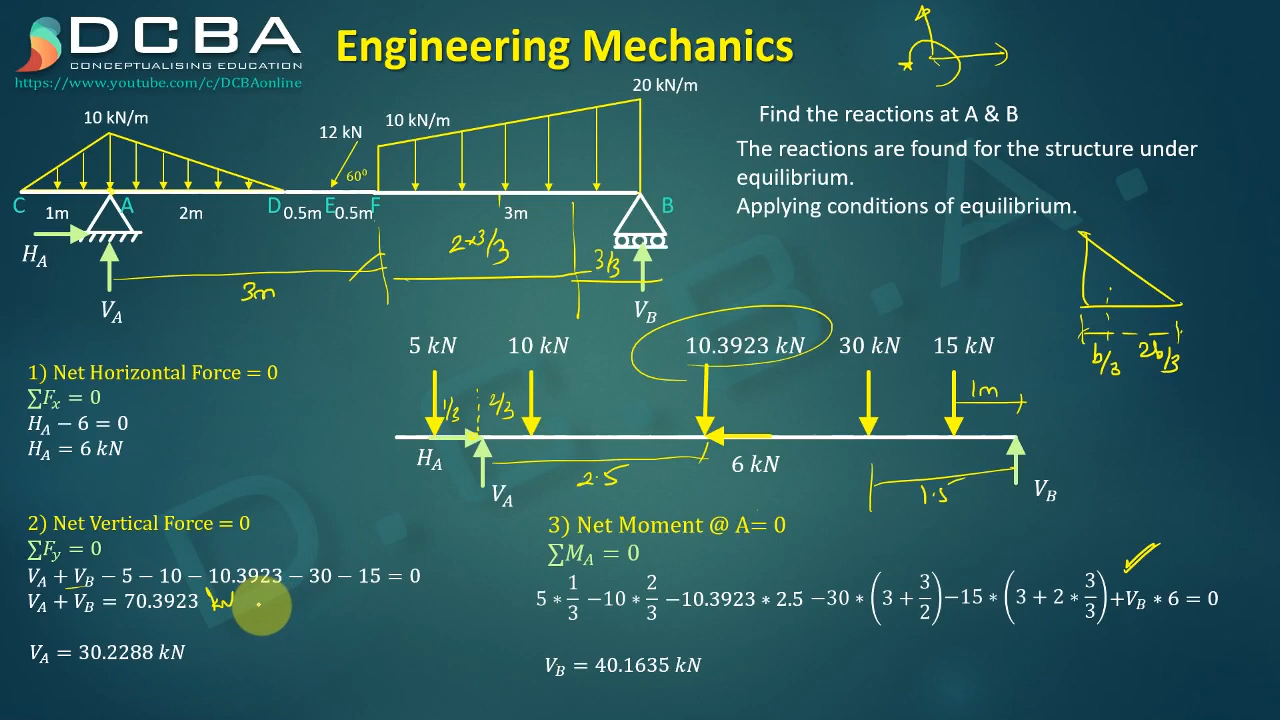 DCBA
CONCEPTUALISING EDUCATION
https://www.youtube.com/c/DCBAonline
Engineering Mechanics
20 kN/m
10 kN/m
10 kN/m
12 kN
60⁰
C A D E F B
1m 2m 0.5m 0.5m 3m
H_A
V_A
V_B
3m
2*3/3
3/3
Find the reactions at A & B
The reactions are found for the structure under
equilibrium.
Applying conditions of equilibrium.
b/3 2b/3
5 kN 10 kN 10.3923 kN 30 kN 15 kN
1/3 2/3 1m
H_A 6 kN
V_A 2.5 1.5 V_B
1) Net Horizontal Force = 0
∑F_x = 0
H_A − 6 = 0
H_A = 6 kN
2) Net Vertical Force = 0
∑F_y = 0
V_A + V_B − 5 − 10 − 10.3923 − 30 − 15 = 0
V_A + V_B = 70.3923 kN
V_A = 30.2288 kN
3) Net Moment @ A= 0
∑M_A = 0
5 * 1/3 −10 * 2/3 −10.3923 * 2.5 −30 * (3 + 3/2) −15 * (3 + 2 * 3/3) +V_B * 6 = 0
V_B = 40.1635 kN
D.C.B.A.